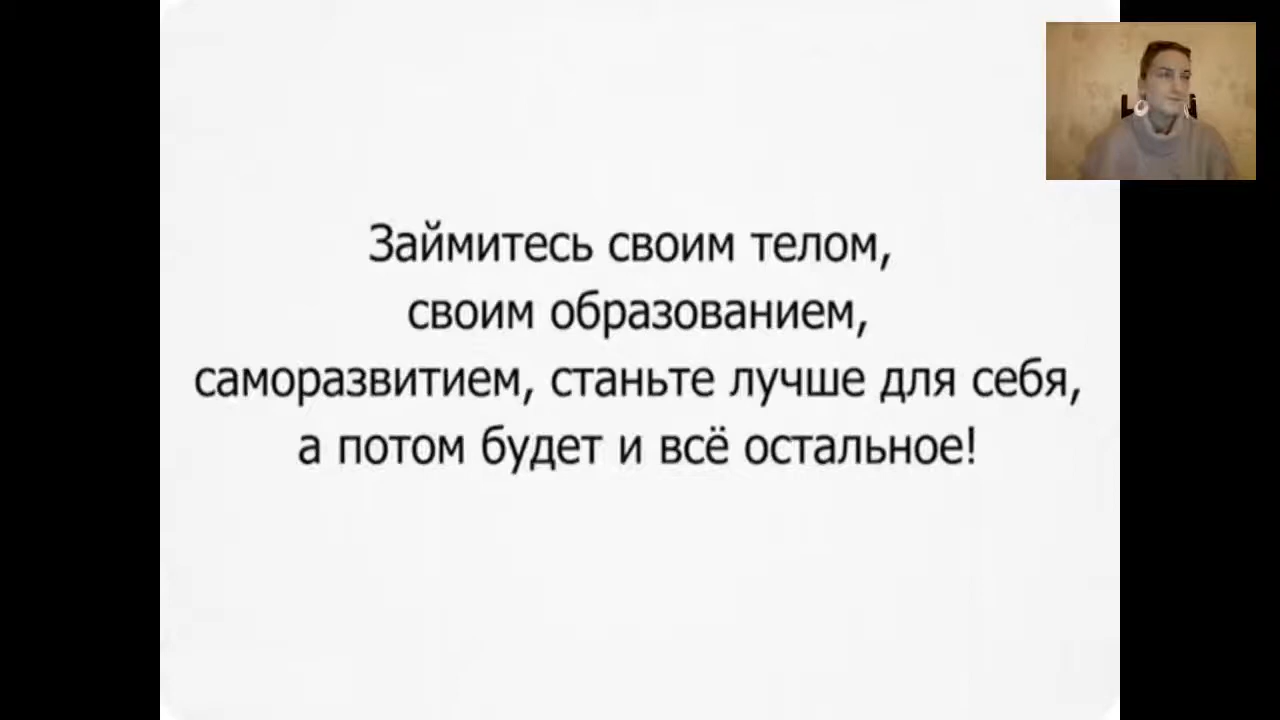 Займитесь своим телом,
своим образованием,
саморазвитием, станьте лучше для себя,
а потом будет и всё остальное!